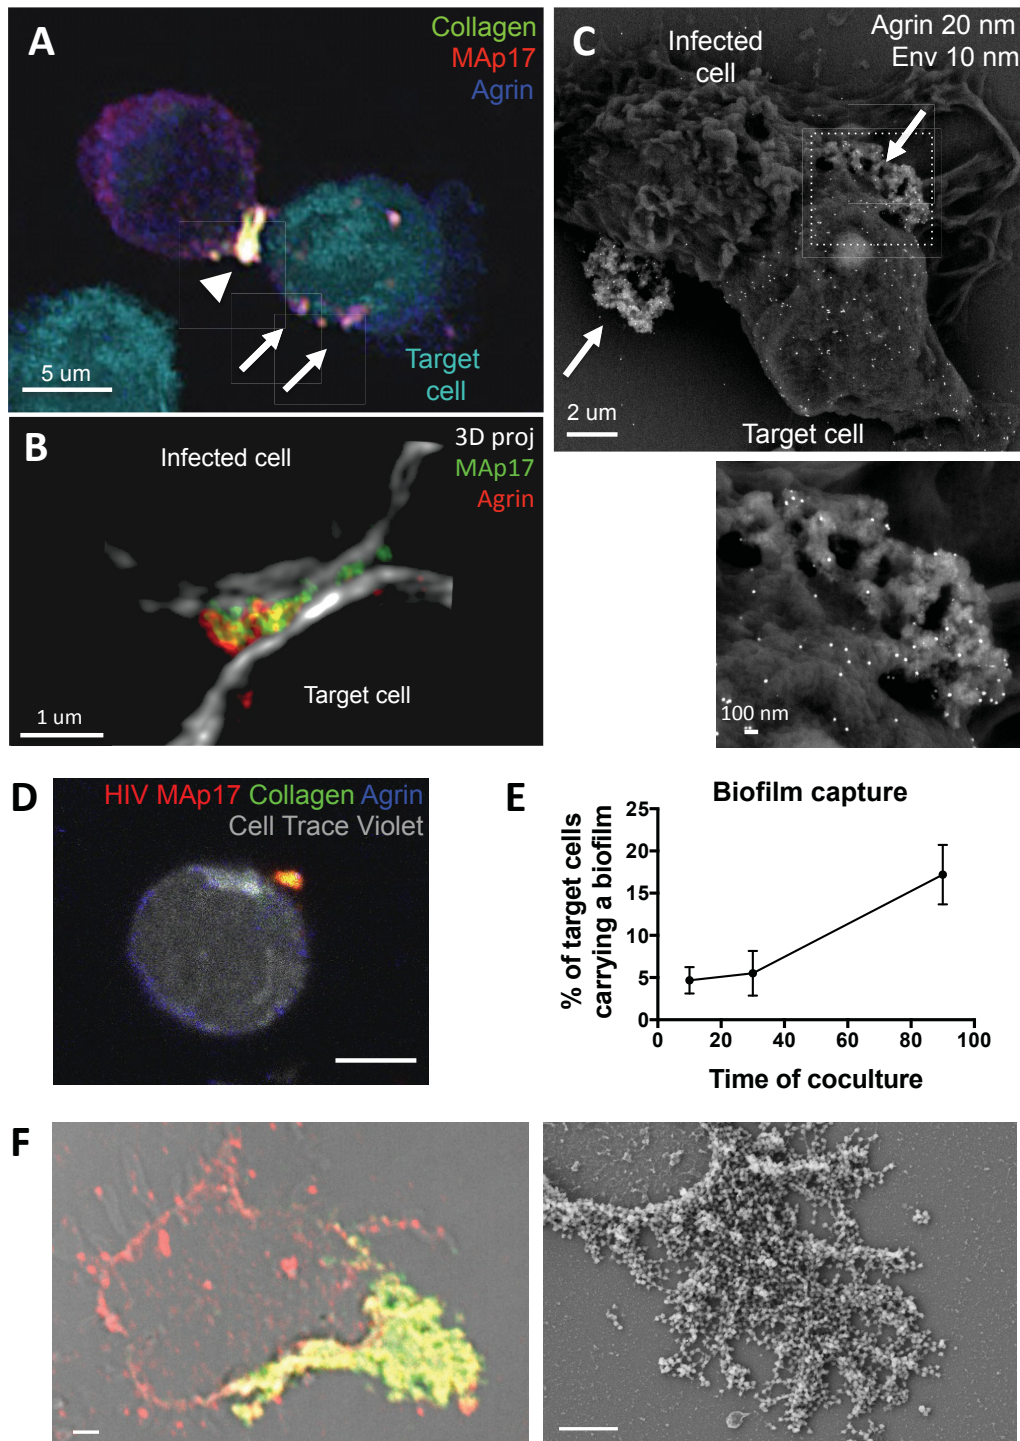 A
Collagen
MAp17
Agrin
Target
cell
5 um
B
Infected cell
3D proj
MAp17
Agrin
Target cell
1 um
C
Infected
cell
Agrin 20 nm
Env 10 nm
2 um
Target cell
100 nm
D
HIV MAp17 Collagen Agrin
Cell Trace Violet
E
Biofilm capture
% of target cells
carrying a biofilm
25
20
15
10
5
0
0 20 40 60 80 100
Time of coculture
F